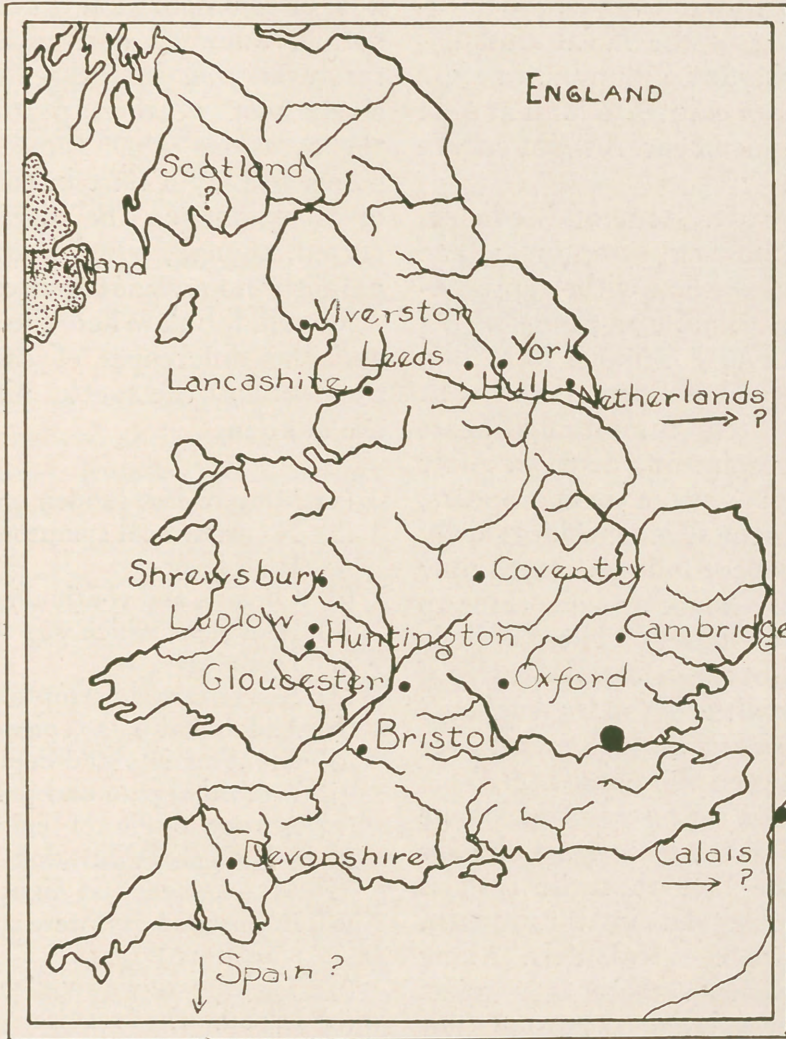 ENGLAND
Scotland
?
Ireland
Vlverston
Leeds
York
Lancashire
Hull
Netherlands
?
Shrewsbury
Coventry
Ludlow
Huntington
Cambridge
Gloucester
Oxford
Bristol
Devonshire
Calais
?
Spain ?